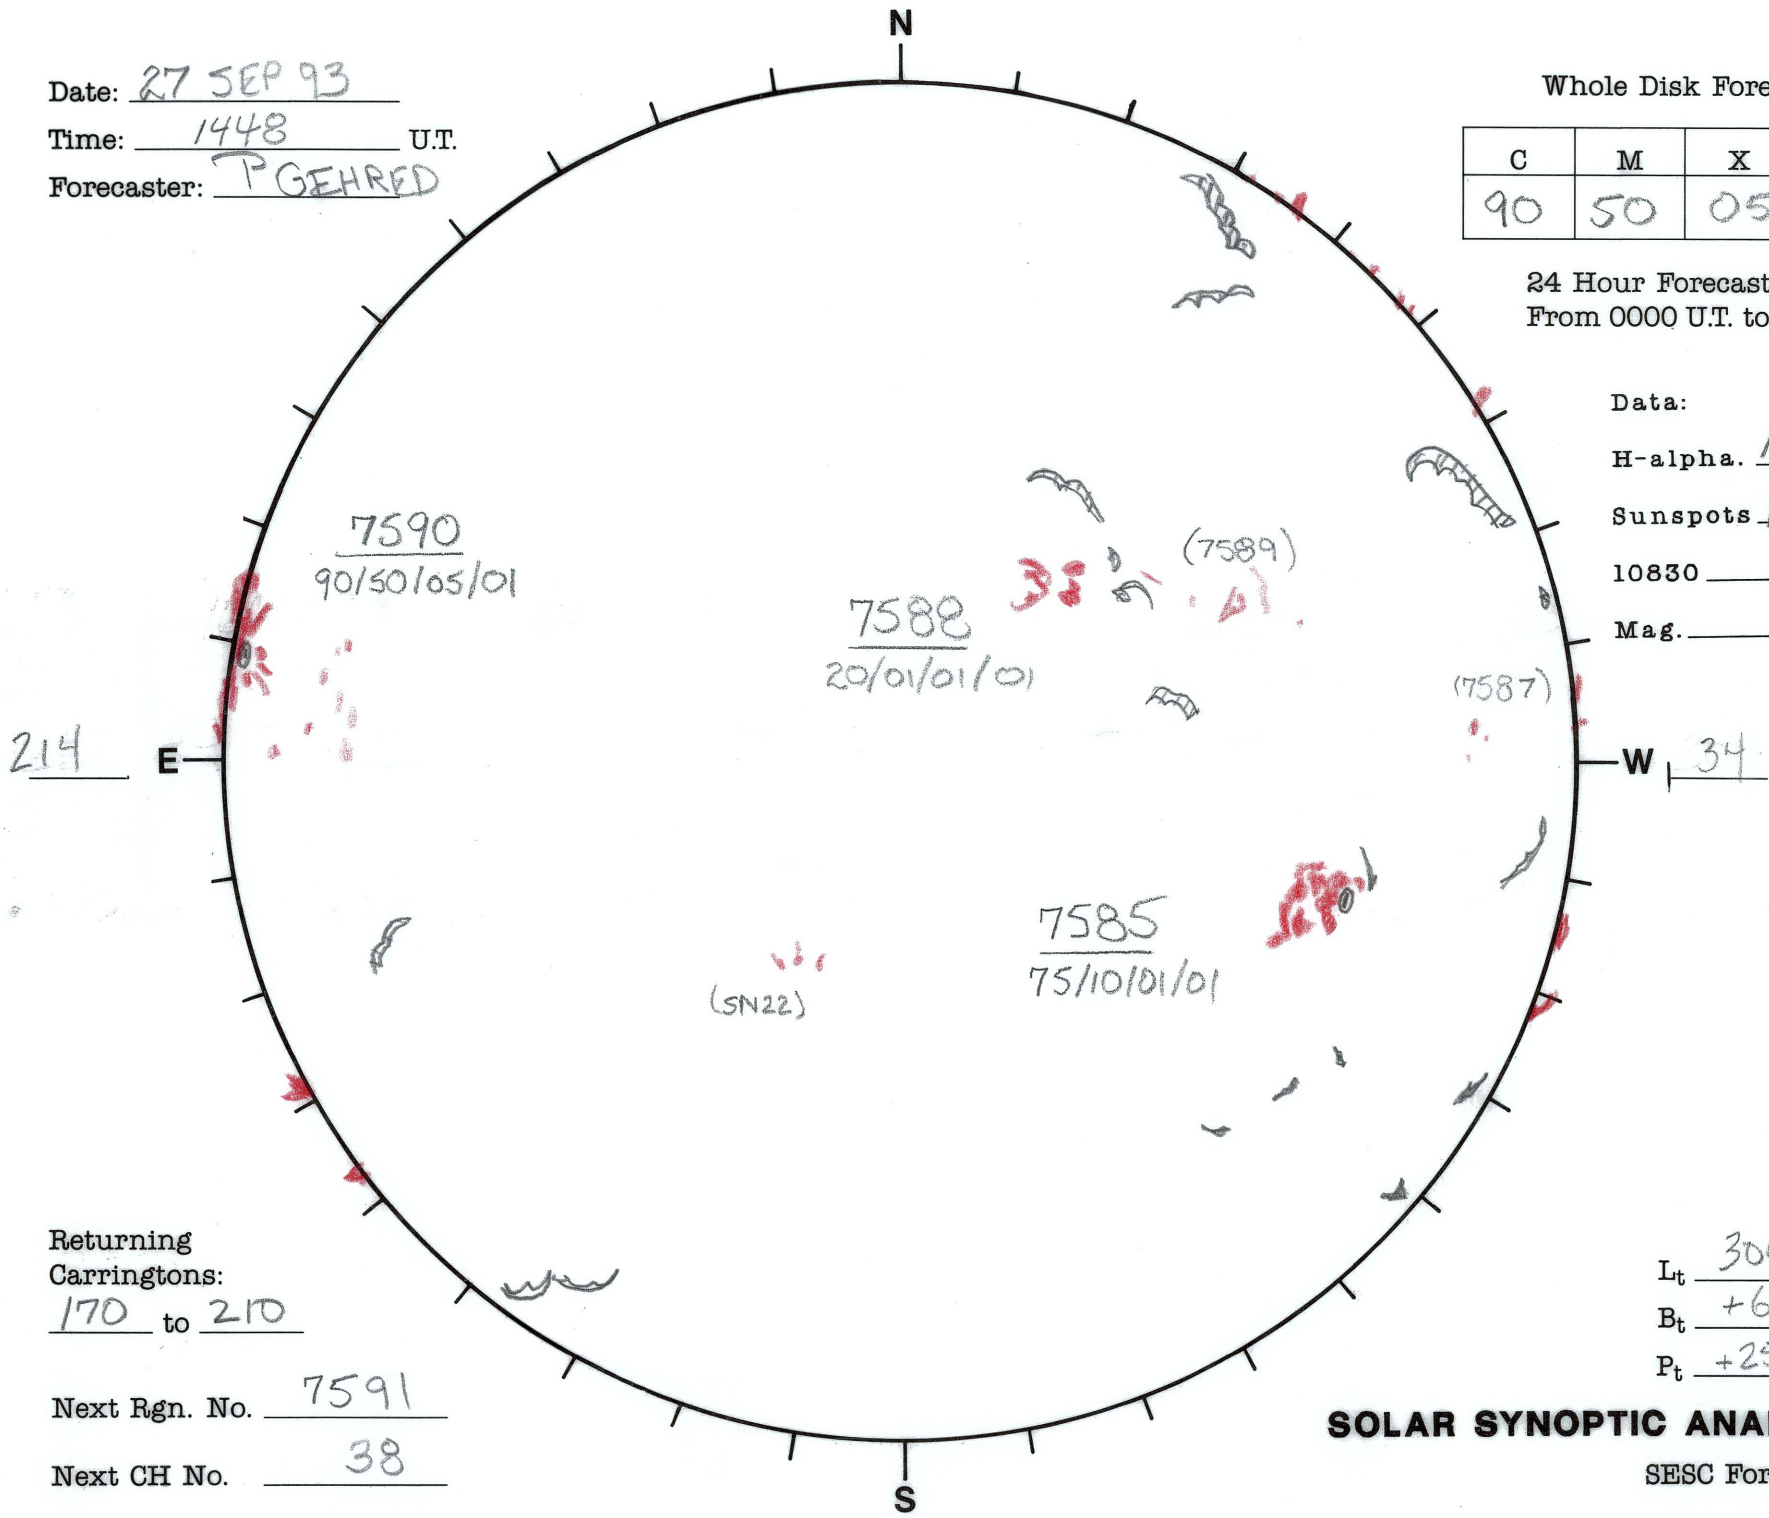 N
Date: 27 SEP 93
Time: 1448 U.T.
Forecaster: P GEHRED
Whole Disk Fore
C M X
90 50 05
24 Hour Forecast
From 0000 U.T. to
Data:
H-alpha.
Sunspots
10830
Mag.
7590
90/50/05/01
(7589)
7588
20/01/01/01
(7587)
214 E
W 34
7585
75/10/01/01
(SN22)
Returning
Carringtons:
170 to 210
Next Rgn. No. 7591
Next CH No. 38
Lt 30
Bt +6
Pt +25
SOLAR SYNOPTIC ANA
SESC For
S